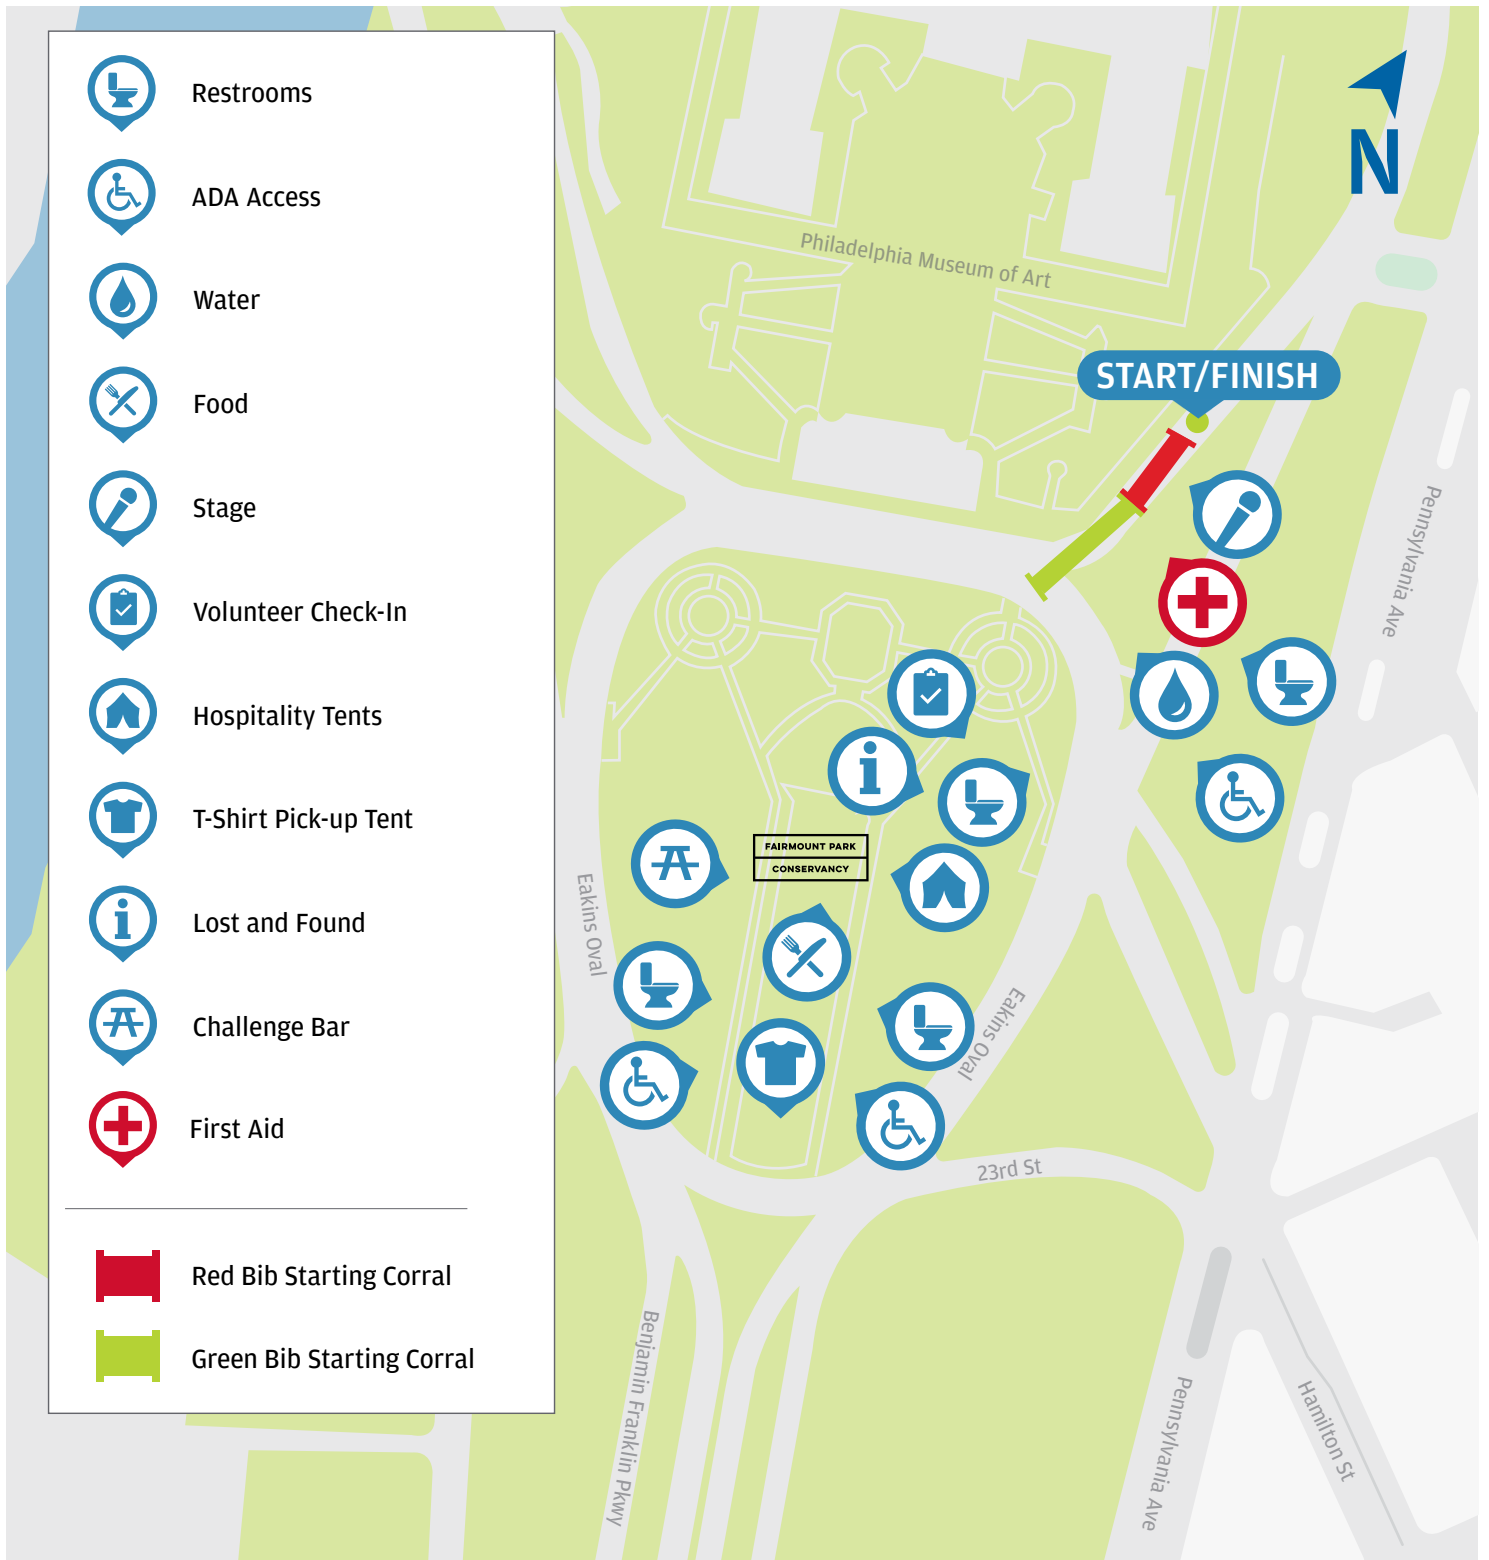 Restrooms
ADA Access
Water
Food
Stage
Volunteer Check-In
Hospitality Tents
T-Shirt Pick-up Tent
Lost and Found
Challenge Bar
First Aid
Red Bib Starting Corral
Green Bib Starting Corral
N
Philadelphia Museum of Art
START/FINISH
Pennsylvania Ave
FAIRMOUNT PARK
CONSERVANCY
Eakins Oval
Eakins Oval
23rd St
Benjamin Franklin Pkwy
Pennsylvania Ave
Hamilton St